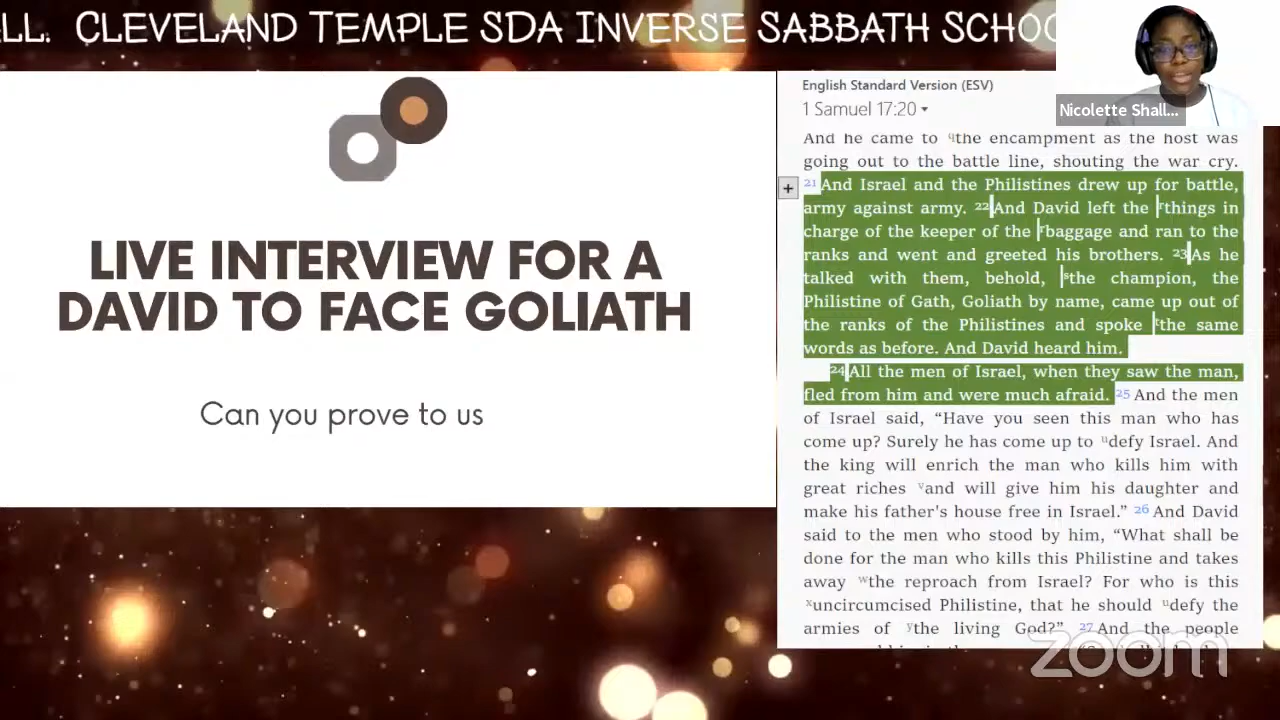 LL. CLEVELAND TEMPLE SDA INVERSE SABBATH SCHOO
Nicolette Shall...
LIVE INTERVIEW FOR A
DAVID TO FACE GOLIATH
Can you prove to us
English Standard Version (ESV)
1 Samuel 17:20
And he came to qthe encampment as the host was
going out to the battle line, shouting the war cry.
21 And Israel and the Philistines drew up for battle,
army against army. 22 And David left the rthings in
charge of the keeper of the rbaggage and ran to the
ranks and went and greeted his brothers. 23 As he
talked with them, behold, sthe champion, the
Philistine of Gath, Goliath by name, came up out of
the ranks of the Philistines and spoke tthe same
words as before. And David heard him.
24 All the men of Israel, when they saw the man,
fled from him and were much afraid. 25 And the men
of Israel said, “Have you seen this man who has
come up? Surely he has come up to udefy Israel. And
the king will enrich the man who kills him with
great riches vand will give him his daughter and
make his father's house free in Israel.” 26 And David
said to the men who stood by him, “What shall be
done for the man who kills this Philistine and takes
away wthe reproach from Israel? For who is this
xuncircumcised Philistine, that he should udefy the
armies of ythe living God?” 27 And the people
zoom